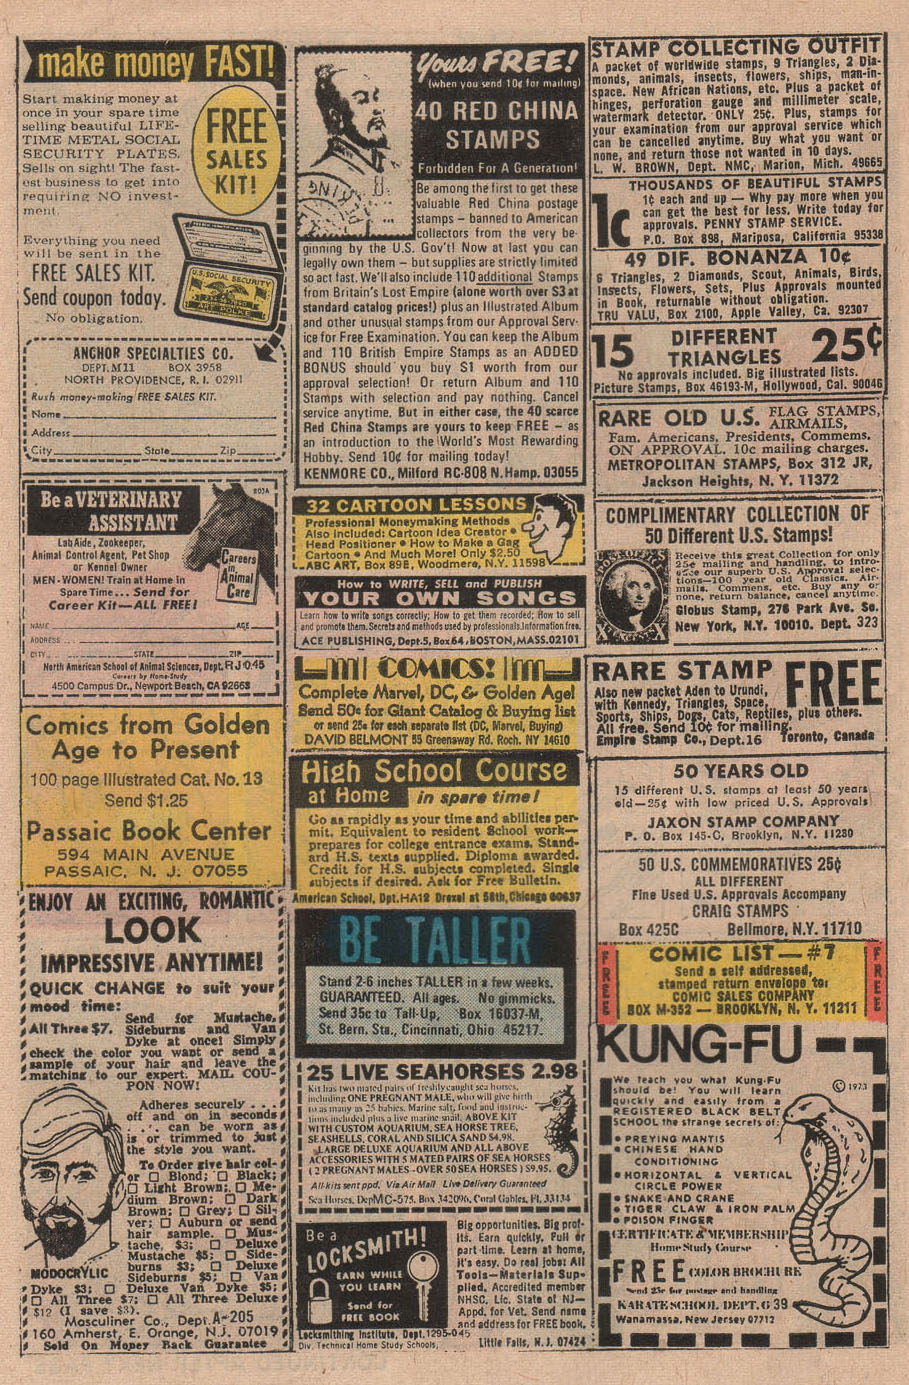 make money FAST!
Start making money at
once in your spare time
selling beautiful LIFE-
TIME METAL SOCIAL
SECURITY PLATES.
Sells on sight! The fast-
est business to get into
requiring NO invest-
ment.
FREE
SALES
KIT!
Everything you need
will be sent in the
FREE SALES KIT.
Send coupon today.
No obligation.
U.S. SOCIAL SECURITY
ANCHOR SPECIALTIES CO.
DEPT. M11 BOX 3958
NORTH PROVIDENCE, R. I. 02911
Rush money-making FREE SALES KIT.
Name
Address
City State Zip
Be a VETERINARY
ASSISTANT
Lab Aide, Zookeeper,
Animal Control Agent, Pet Shop
or Kennel Owner
MEN-WOMEN! Train at Home in
Spare Time... Send for
Career Kit—ALL FREE!
Careers
in
Animal
Care
NAME AGE
ADDRESS
CITY STATE ZIP
North American School of Animal Sciences, Dept. RJ045
Careers by Home-Study
4500 Campus Dr., Newport Beach, CA 92663
Comics from Golden
Age to Present
100 page Illustrated Cat. No. 13
Send $1.25
Passaic Book Center
594 MAIN AVENUE
PASSAIC, N. J. 07055
ENJOY AN EXCITING, ROMANTIC
LOOK
IMPRESSIVE ANYTIME!
QUICK CHANGE to suit your
mood time:
All Three $7.
Send for Mustache,
Sideburns and Van
Dyke at once! Simply
check the color you want or send a
sample of your hair and leave the
matching to our expert. MAIL COU-
PON NOW!
Adheres securely . . .
off and on in seconds
. . . can be worn as
is or trimmed to just
the style you want.
To Order give hair col-
or □ Blond; □ Black;
□ Light Brown; □ Me-
dium Brown; □ Dark
Brown; □ Grey; □ Sil-
ver; □ Auburn or send
hair sample. □ Mus-
tache, $3; □ Deluxe
Mustache $5; □ Side-
burns $3; □ Deluxe
Sideburns $5; □ Van
MODOCRYLIC
Dyke $3; □ Deluxe Van Dyke $5;
□ All Three $7; □ All Three Deluxe
$12 (I save $3).
Masculiner Co., Dept. A-205
160 Amherst, E. Orange, N.J. 07019
Sold On Money Back Guarantee
Yours FREE!
(when you send 10¢ for mailing)
40 RED CHINA
STAMPS
Forbidden For A Generation!
Be among the first to get these
valuable Red China postage
stamps – banned to American
collectors from the very be-
ginning by the U.S. Gov't! Now at last you can
legally own them – but supplies are strictly limited
so act fast. We'll also include 110 additional Stamps
from Britain's Lost Empire (alone worth over $3 at
standard catalog prices!) plus an Illustrated Album
and other unusual stamps from our Approval Serv-
ice for Free Examination. You can keep the Album
and 110 British Empire Stamps as an ADDED
BONUS should you buy $1 worth from our
approval selection! Or return Album and 110
Stamps with selection and pay nothing. Cancel
service anytime. But in either case, the 40 scarce
Red China Stamps are yours to keep FREE – as
an introduction to the World's Most Rewarding
Hobby. Send 10¢ for mailing today!
KENMORE CO., Milford RC-808 N. Hamp. 03055
32 CARTOON LESSONS
Professional Moneymaking Methods
Also Included: Cartoon Idea Creator •
Head Positioner • How to Make a Gag
Cartoon • And Much More! Only $2.50
ABC ART, Box 89E, Woodmere, N.Y. 11598
How to WRITE, SELL and PUBLISH
YOUR OWN SONGS
Learn how to write songs correctly; How to get them recorded; How to sell
and promote them. Secrets and methods used by professionals. Information free.
ACE PUBLISHING, Dept. 5, Box 64, BOSTON, MASS. 02101
COMICS!
Complete Marvel, DC, & Golden Age!
Send 50¢ for Giant Catalog & Buying list
or send 25¢ for each separate list (DC, Marvel, Buying)
DAVID BELMONT 55 Greenaway Rd. Roch. NY 14610
High School Course
at Home in spare time!
Go as rapidly as your time and abilities per-
mit. Equivalent to resident School work—
prepares for college entrance exams. Stand-
ard H.S. texts supplied. Diploma awarded.
Credit for H.S. subjects completed. Single
subjects if desired. Ask for Free Bulletin.
American School, Dpt. HA12 Drexel at 58th, Chicago 60637
BE TALLER
Stand 2-6 inches TALLER in a few weeks.
GUARANTEED. All ages. No gimmicks.
Send 35c to Tall-Up, Box 16037-M,
St. Bern. Sta., Cincinnati, Ohio 45217.
25 LIVE SEAHORSES 2.98
Kit has two mated pairs of freshly caught sea horses,
including ONE PREGNANT MALE, who will give birth
to as many as 25 babies. Marine salt, food and instruc-
tions included plus a live marine snail. ABOVE KIT
WITH CUSTOM AQUARIUM, SEA HORSE TREE,
SEASHELLS, CORAL AND SILICA SAND $4.98.
LARGE DELUXE AQUARIUM AND ALL ABOVE
ACCESSORIES WITH 5 MATED PAIRS OF SEA HORSES
( 2 PREGNANT MALES - OVER 50 SEA HORSES ) $9.95.
All kits sent ppd. Via Air Mail Live Delivery Guaranteed
Sea Horses, Dep MC-575, Box 342096, Coral Gables, Fl. 33134
Be a
LOCKSMITH!
EARN WHILE
YOU LEARN
Send for
FREE BOOK
Big opportunities. Big prof-
its. Earn quickly. Full or
part-time. Learn at home,
it's easy. Do real jobs: All
Tools—Materials Sup-
plied. Accredited member
NHSC, Lic. State of NJ—
Appd. for Vet. Send name
and address for FREE book.
Locksmithing Institute, Dept. 1295-045
Div. Technical Home Study Schools, Little Falls, N.J. 07424
STAMP COLLECTING OUTFIT
A packet of worldwide stamps, 9 Triangles, 2 Dia-
monds, animals, insects, flowers, ships, man-in-
space. New African Nations, etc. Plus a packet of
hinges, perforation gauge and millimeter scale,
watermark detector. ONLY 25¢. Plus, stamps for
your examination from our approval service which
can be cancelled anytime. Buy what you want or
none, and return those not wanted in 10 days.
L. W. BROWN, Dept. NMC, Marion, Mich. 49665
1c
THOUSANDS OF BEAUTIFUL STAMPS
1¢ each and up — Why pay more when you
can get the best for less. Write today for
approvals. PENNY STAMP SERVICE.
P.O. Box 898, Mariposa, California 95338
49 DIF. BONANZA 10¢
6 Triangles, 2 Diamonds, Scout, Animals, Birds,
Insects, Flowers, Sets, Plus Approvals mounted
in Book, returnable without obligation.
TRU VALU, Box 2100, Apple Valley, Ca. 92307
15 DIFFERENT TRIANGLES 25¢
No approvals included. Big illustrated lists.
Picture Stamps, Box 46193-M, Hollywood, Cal. 90046
RARE OLD U.S. FLAG STAMPS,
AIRMAILS,
Fam. Americans, Presidents, Commems.
ON APPROVAL. 10c mailing charges.
METROPOLITAN STAMPS, Box 312 JR,
Jackson Heights, N. Y. 11372
COMPLIMENTARY COLLECTION OF
50 Different U.S. Stamps!
Receive this great Collection for only
25¢ mailing and handling, to intro-
duce our superb U.S. Approval selec-
tions—100 year old Classics, Air-
mails, Commems, etc. Buy any or
none, return balance, cancel anytime.
Globus Stamp, 276 Park Ave. So.
New York, N.Y. 10010. Dept. 323
RARE STAMP FREE
Also new packet Aden to Urundi,
with Kennedy, Triangles, Space,
Sports, Ships, Dogs, Cats, Reptiles, plus others.
All free. Send 10¢ for mailing.
Empire Stamp Co., Dept. 16 Toronto, Canada
50 YEARS OLD
15 different U.S. stamps at least 50 years
old—25¢ with low priced U.S. Approvals
JAXON STAMP COMPANY
P. O. Box 145-C, Brooklyn, N.Y. 11230
50 U.S. COMMEMORATIVES 25¢
ALL DIFFERENT
Fine Used U.S. Approvals Accompany
CRAIG STAMPS
Box 425C Bellmore, N.Y. 11710
FREE
COMIC LIST — #7
Send a self addressed,
stamped return envelope to:
COMIC SALES COMPANY
BOX M-352 — BROOKLYN, N. Y. 11211
FREE
KUNG-FU
© 1973
We teach you what Kung-Fu
should be! You will learn
quickly and easily from a
REGISTERED BLACK BELT
SCHOOL the strange secrets of:
• PREYING MANTIS
• CHINESE HAND
CONDITIONING
• HORIZONTAL & VERTICAL
CIRCLE POWER
• SNAKE AND CRANE
• TIGER CLAW & IRON PALM
• POISON FINGER
CERTIFICATE & MEMBERSHIP
Home Study Course
FREE COLOR BROCHURE
Send 25¢ for postage and handling
KARATE SCHOOL, DEPT. G 39
Wanamassa, New Jersey 07712